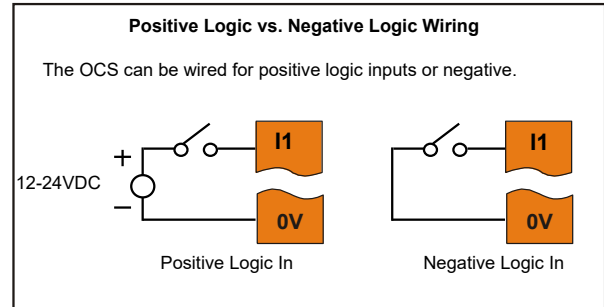 Positive Logic vs. Negative Logic Wiring
The OCS can be wired for positive logic inputs or negative.
I1
+
12-24VDC
–
0V
Positive Logic In
I1
0V
Negative Logic In